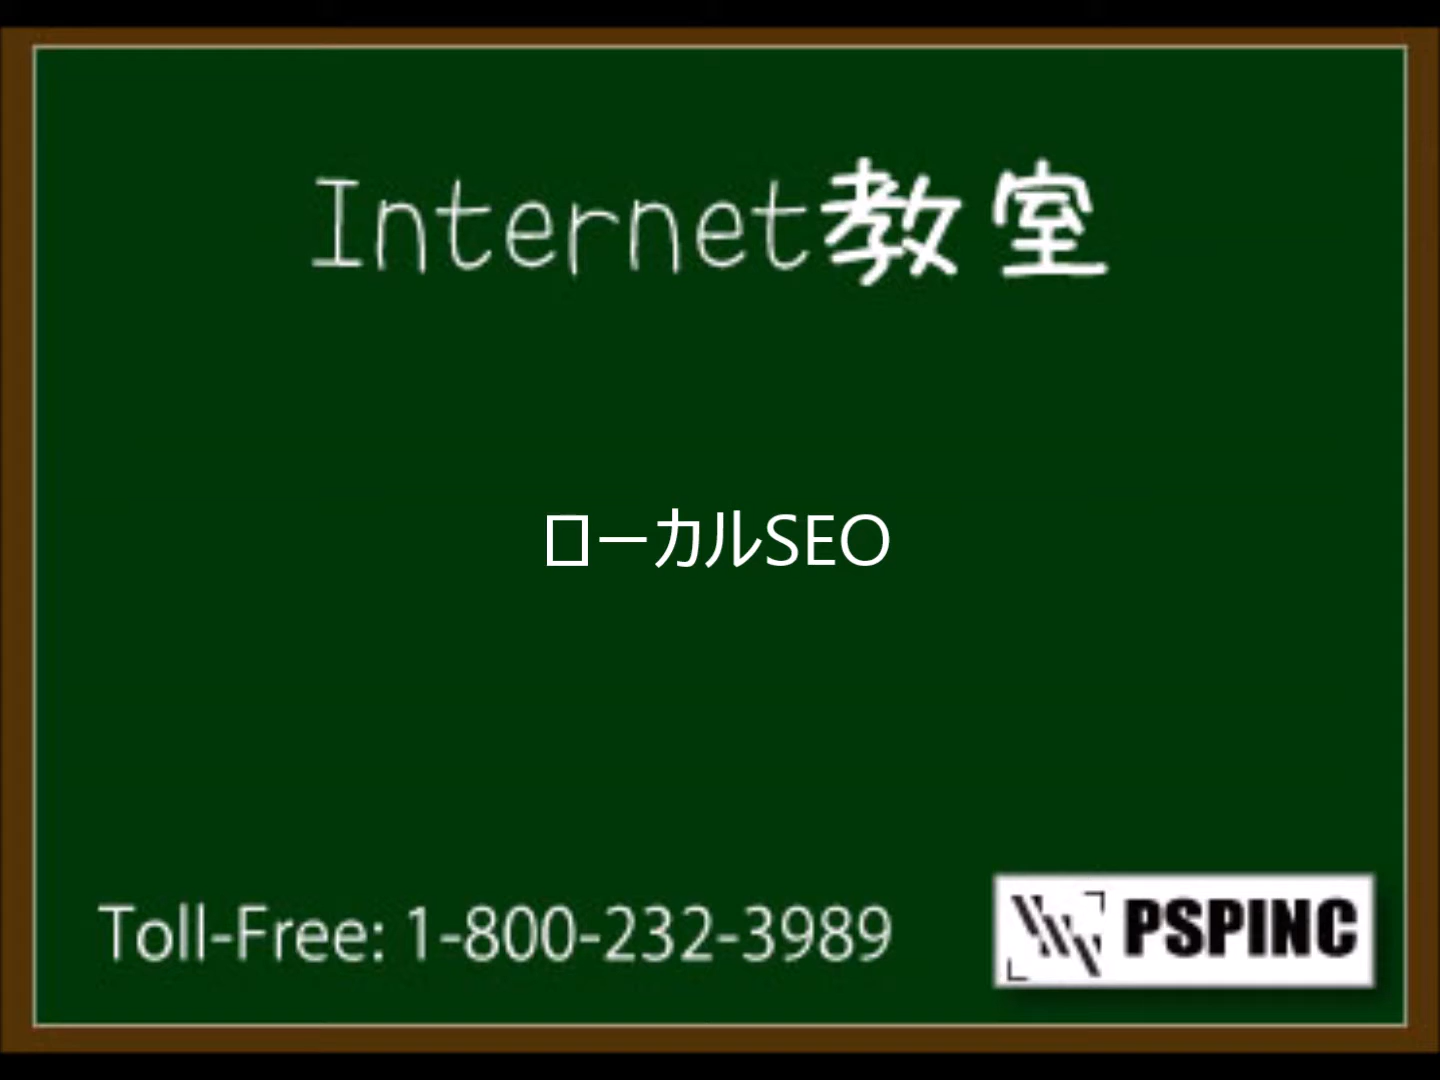 Internet教室
ローカルSEO
Toll-Free: 1-800-232-3989
PSPINC